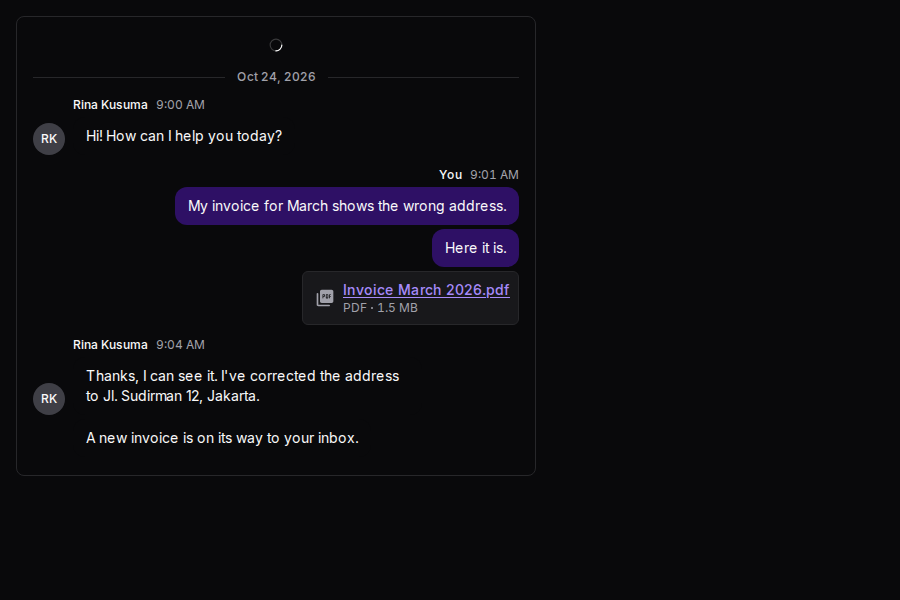 Oct 24, 2026
Rina Kusuma 9:00 AM
RK
Hi! How can I help you today?
You 9:01 AM
My invoice for March shows the wrong address.
Here it is.
PDF
Invoice March 2026.pdf
PDF · 1.5 MB
Rina Kusuma 9:04 AM
RK
Thanks, I can see it. I've corrected the address
to Jl. Sudirman 12, Jakarta.
A new invoice is on its way to your inbox.